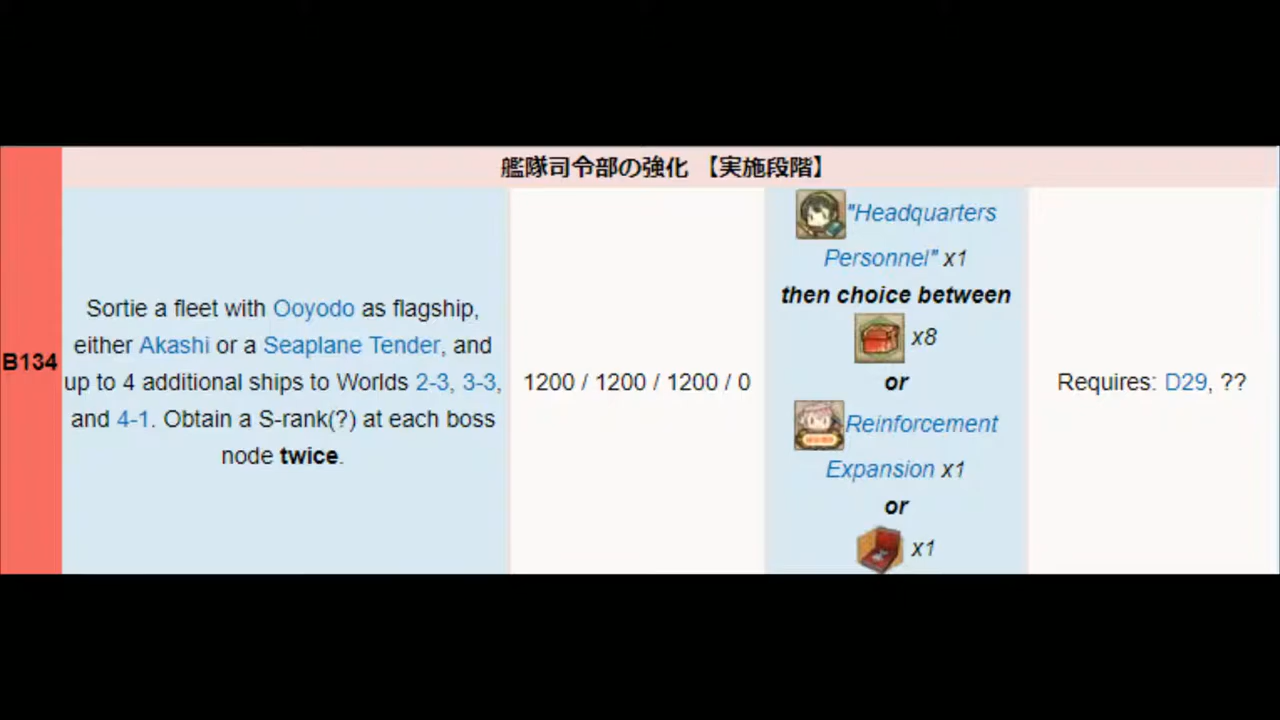 艦隊司令部の強化 【実施段階】
B134
Sortie a fleet with Ooyodo as flagship,
either Akashi or a Seaplane Tender, and
up to 4 additional ships to Worlds 2-3, 3-3,
and 4-1. Obtain a S-rank(?) at each boss
node twice.
1200 / 1200 / 1200 / 0
"Headquarters
Personnel" x1
then choice between
x8
or
Reinforcement
Expansion x1
or
x1
Requires: D29, ??